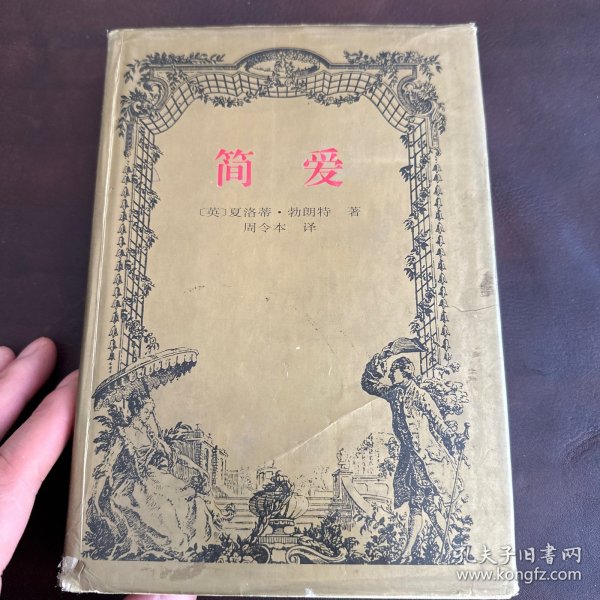 简 爱
〔英〕夏洛蒂·勃朗特 著
周令本 译
孔夫子旧书网
www.kongfz.com